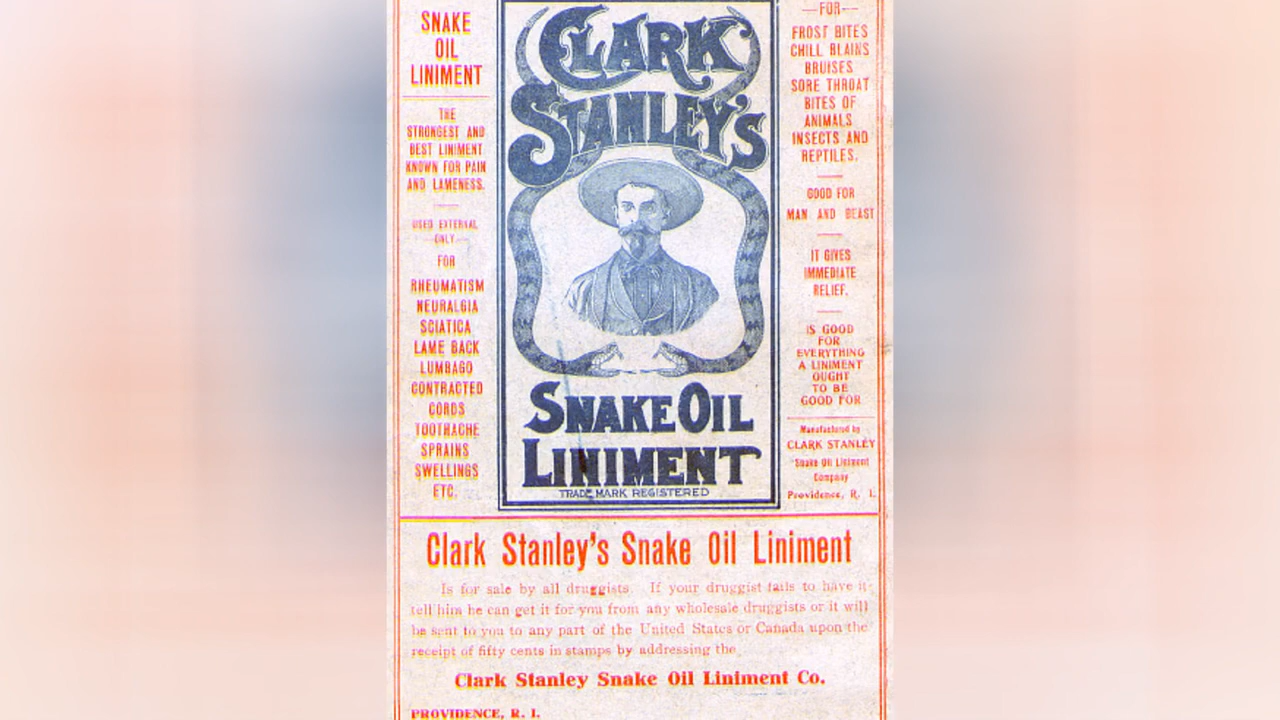 SNAKE
OIL
LINIMENT
THE
STRONGEST AND
BEST LINIMENT
KNOWN FOR PAIN
AND LAMENESS.
USED EXTERNAL
ONLY
FOR
RHEUMATISM
NEURALGIA
SCIATICA
LAME BACK
LUMBAGO
CONTRACTED
CORDS
TOOTHACHE
SPRAINS
SWELLINGS
ETC.
CLARK
STANLEY'S
SNAKE OIL
LINIMENT
TRADE MARK REGISTERED
—FOR—
FROST BITES
CHILL BLAINS
BRUISES
SORE THROAT
BITES OF
ANIMALS
INSECTS AND
REPTILES.
GOOD FOR
MAN AND BEAST
IT GIVES
IMMEDIATE
RELIEF.
IS GOOD
FOR
EVERYTHING
A LINIMENT
OUGHT
TO BE
GOOD FOR
Manufactured by
CLARK STANLEY
Snake Oil Liniment
Company
Providence, R. I.
Clark Stanley's Snake Oil Liniment
Is for sale by all druggists. If your druggist fails to have it
tell him he can get it for you from any wholesale druggists or it will
be sent to you to any part of the United States or Canada upon the
receipt of fifty cents in stamps by addressing the
Clark Stanley Snake Oil Liniment Co.
PROVIDENCE, R. I.